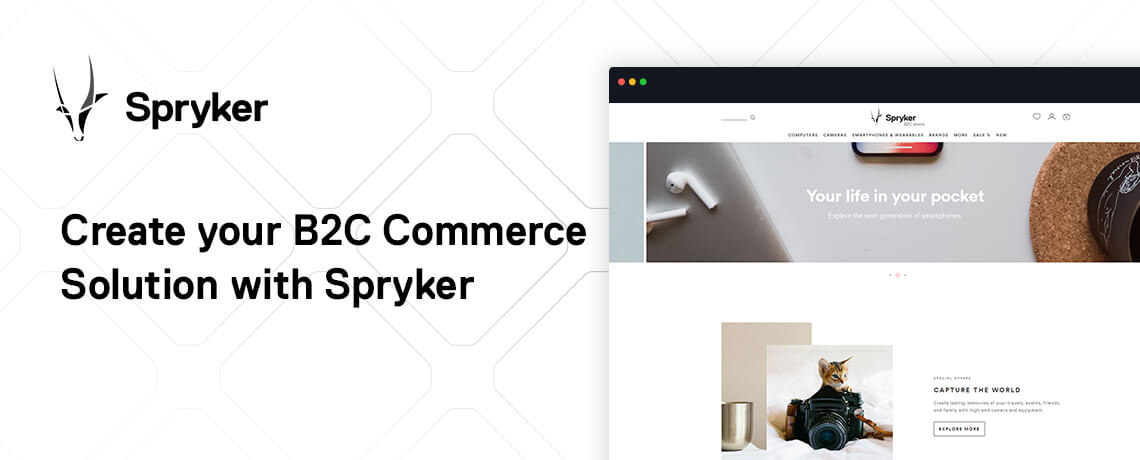 Spryker
Create your B2C Commerce
Solution with Spryker
Spryker
B2C demo
COMPUTERS CAMERAS SMARTPHONES & WEARABLES BRANDS MORE SALE % NEW
Your life in your pocket
Explore the next generation of smartphones.
SPECIAL OFFERS
CAPTURE THE WORLD
Create lasting memories of your travels, events, friends,
and family with high-end camera and equipment.
EXPLORE MORE